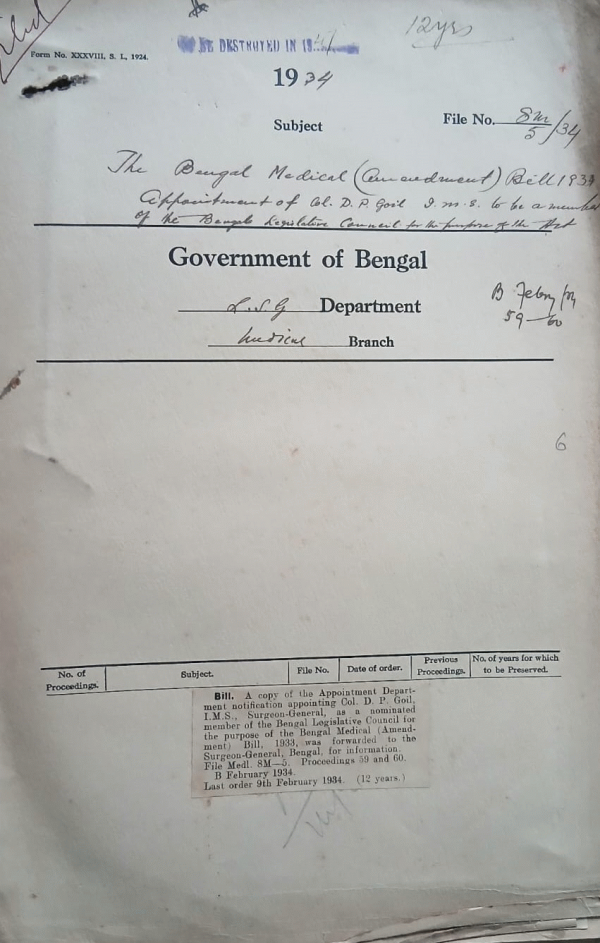 12 yrs
TO BE DESTROYED IN 19
Form No. XXXVIII, S. I., 1924.
1934
File No. 8M/5/34
Subject
The Bengal Medical (Amendment) Bill 1933
Appointment of Col. D. P. Goil I.M.S. to be a member
of the Bengal Legislative Council for the purpose of the Act
Government of Bengal
L.S.G Department
B Febry
59-60
Medical Branch
6
No. of Proceedings. Subject. File No. Date of order. Previous Proceedings. No. of years for which to be Preserved.
Bill. A copy of the Appointment Depart-
ment notification appointing Col. D. P. Goil,
I.M.S., Surgeon-General, as a nominated
member of the Bengal Legislative Council for
the purpose of the Bengal Medical (Amend-
ment) Bill, 1933, was forwarded to the
Surgeon-General, Bengal, for information.
File Medl. 8M—5. Proceedings 59 and 60.
B February 1934.
Last order 9th February 1934. (12 years.)